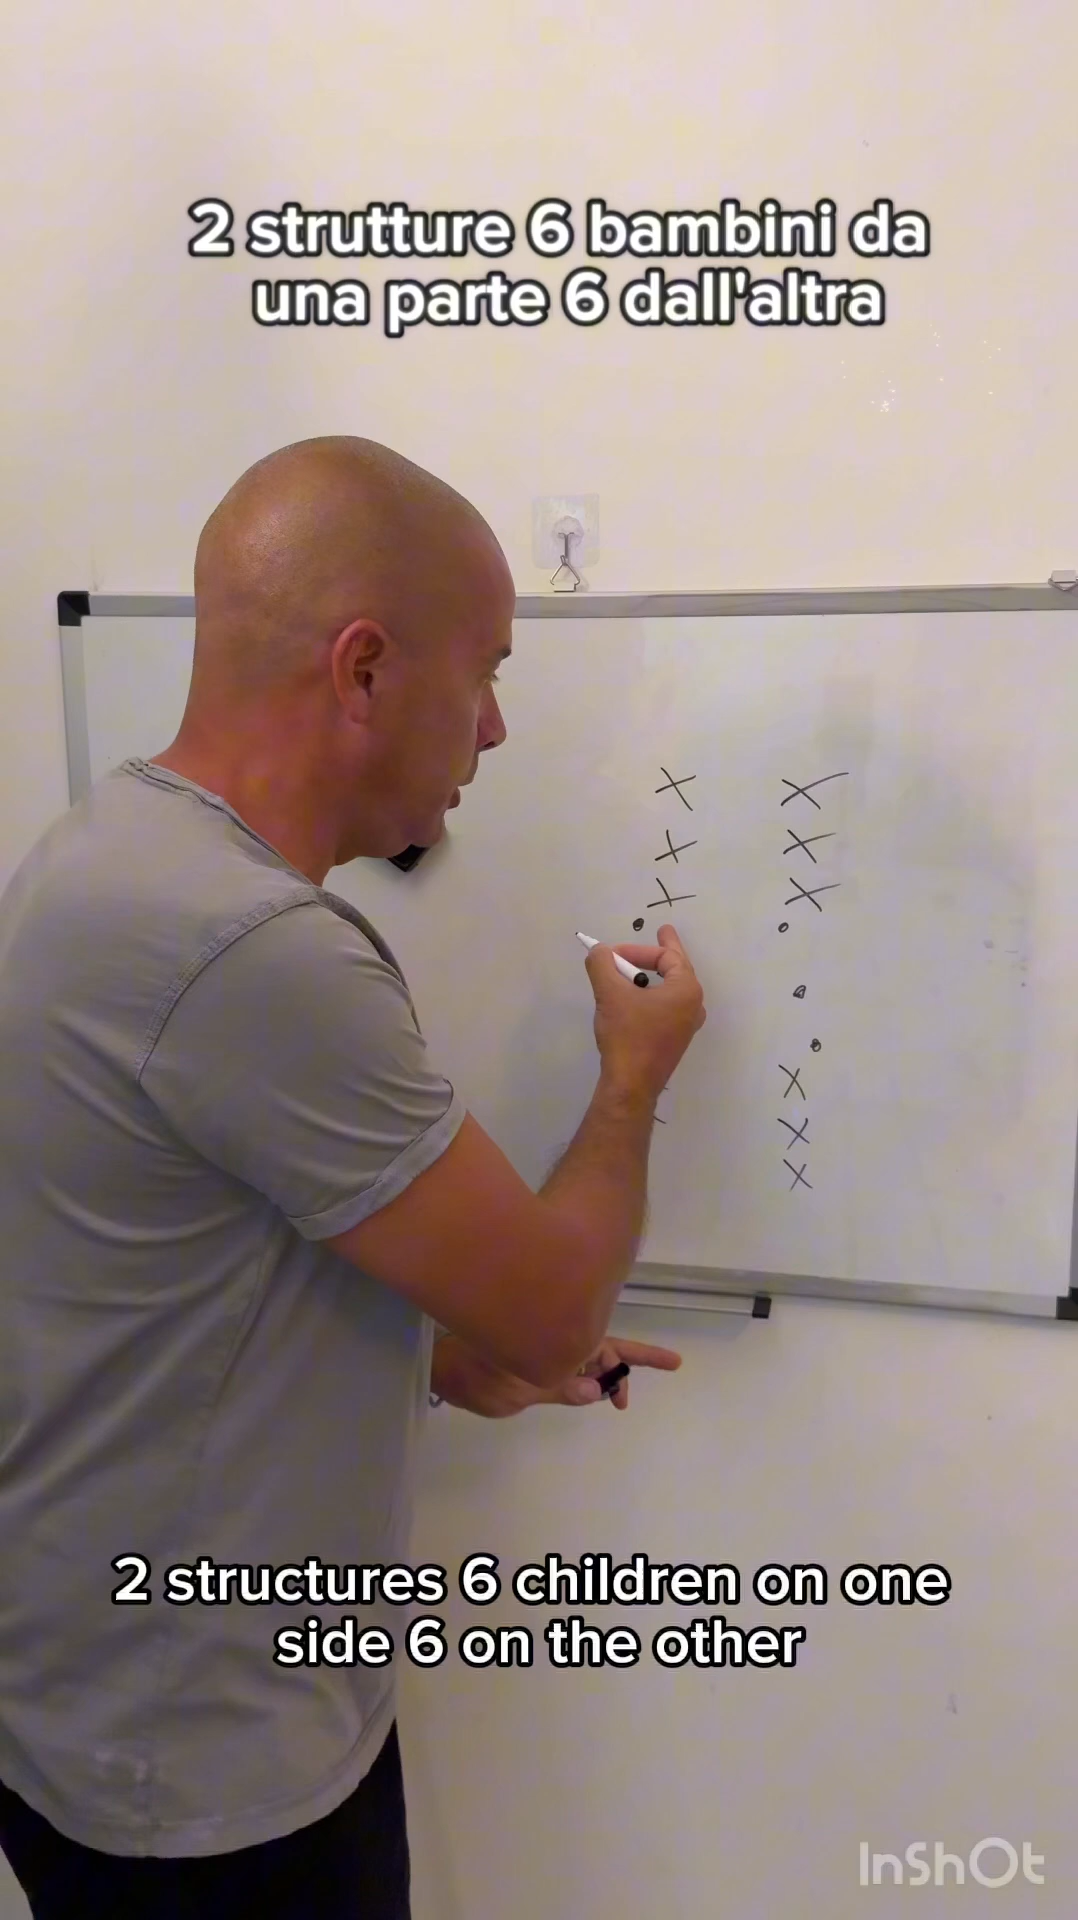 2 strutture 6 bambini da
una parte 6 dall'altra
X X
X X
X X
X
X
X
2 structures 6 children on one
side 6 on the other
InShOt